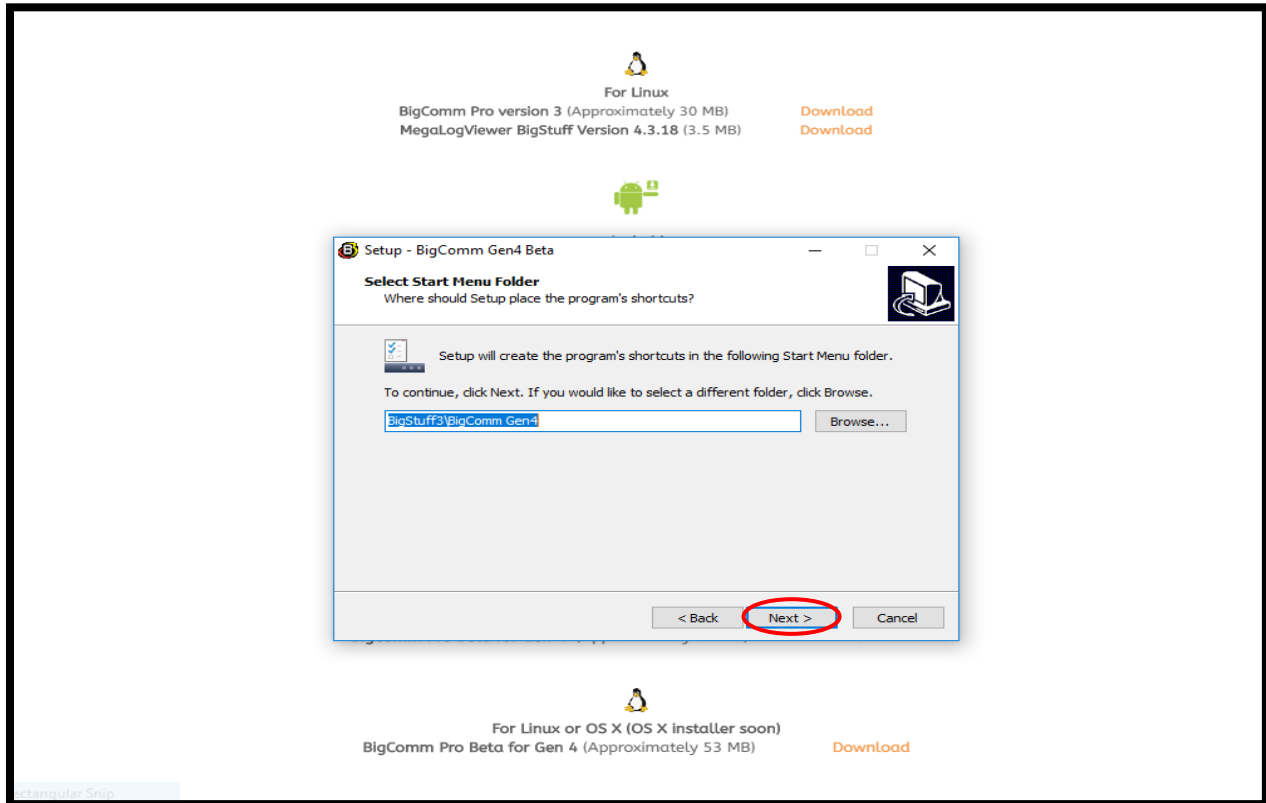 For Linux
BigComm Pro version 3 (Approximately 30 MB) Download
MegaLogViewer BigStuff Version 4.3.18 (3.5 MB) Download
Setup - BigComm Gen4 Beta
Select Start Menu Folder
Where should Setup place the program's shortcuts?
Setup will create the program's shortcuts in the following Start Menu folder.
To continue, click Next. If you would like to select a different folder, click Browse.
BigStuff3\BigComm Gen4 Browse...
< Back Next > Cancel
For Linux or OS X (OS X installer soon)
BigComm Pro Beta for Gen 4 (Approximately 53 MB) Download
ectangular Snip